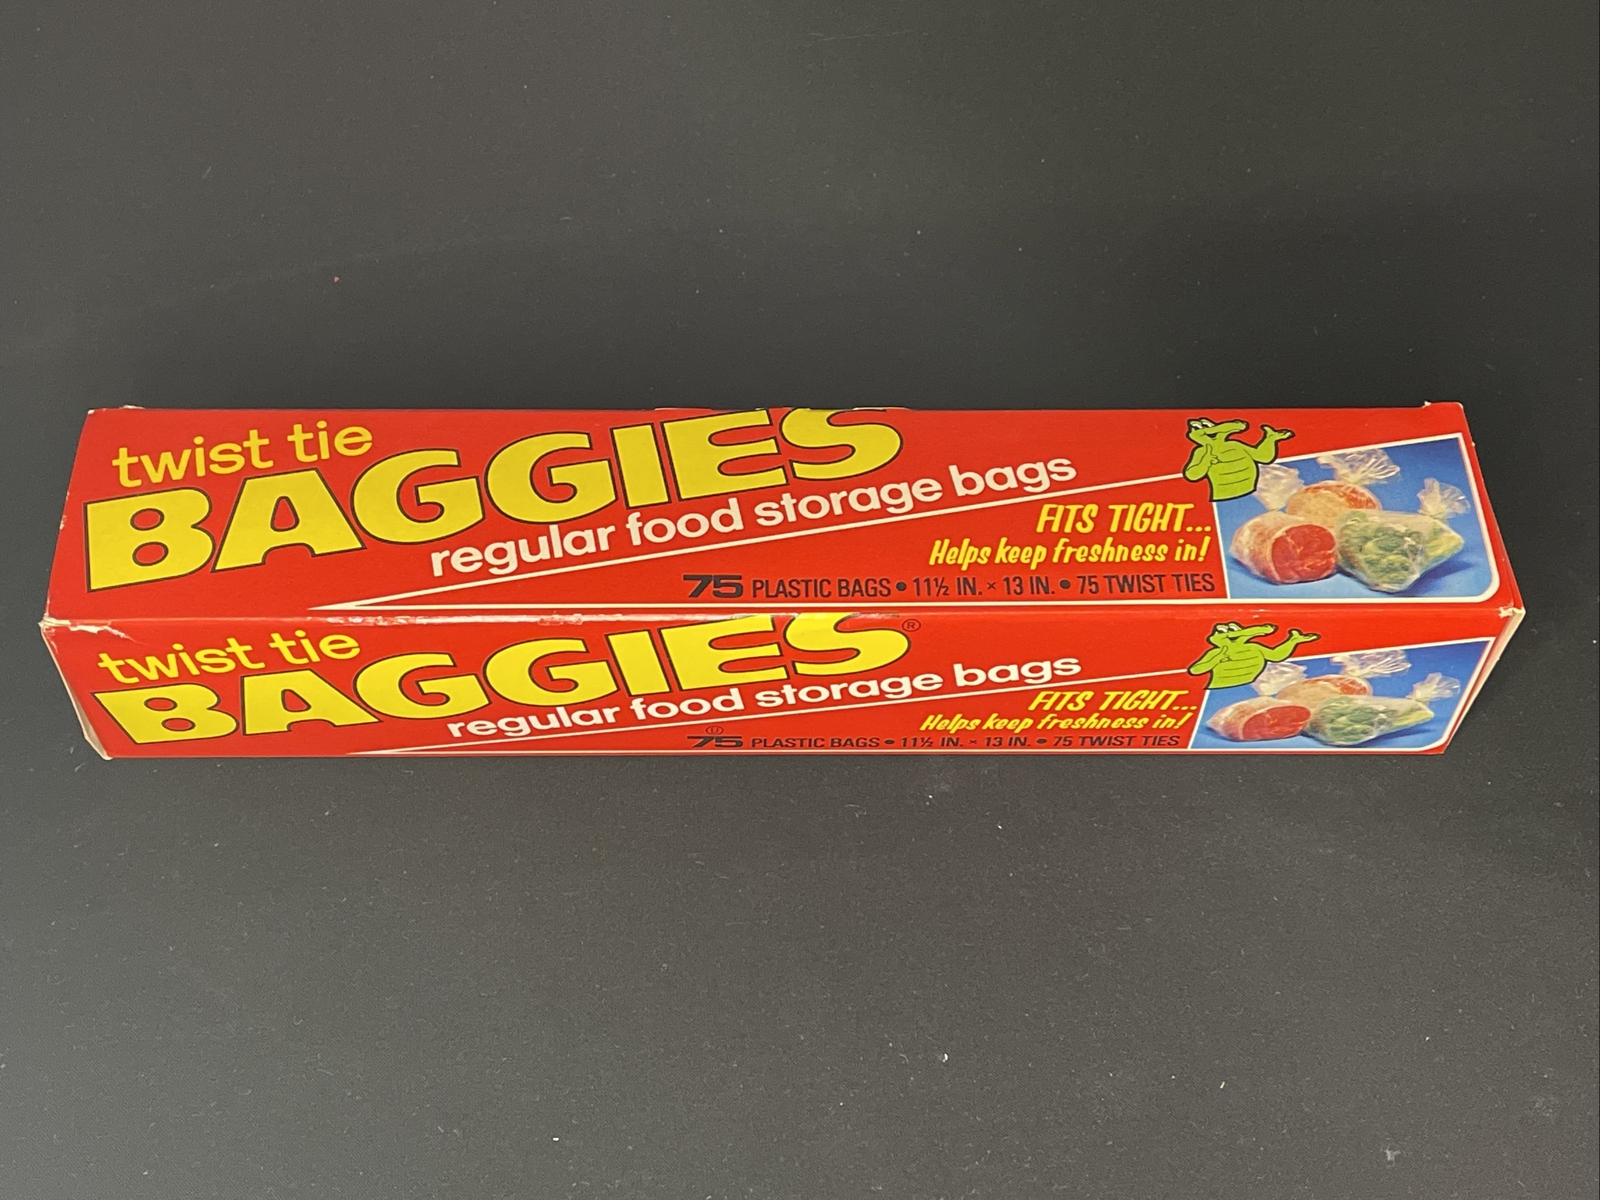 twist tie
BAGGIES
regular food storage bags
FITS TIGHT...
Helps keep freshness in!
75 PLASTIC BAGS • 11½ IN. × 13 IN. • 75 TWIST TIES
twist tie
BAGGIES®
regular food storage bags
FITS TIGHT...
Helps keep freshness in!
U
75 PLASTIC BAGS • 11½ IN. × 13 IN. • 75 TWIST TIES